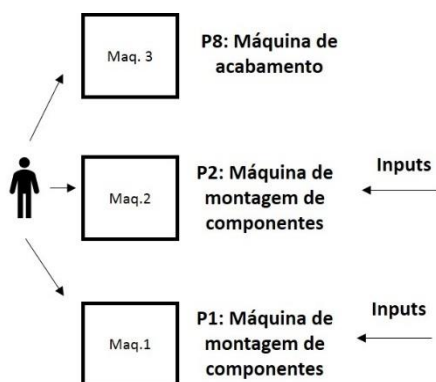 Maq. 3
P8: Máquina de
acabamento
Maq.2
P2: Máquina de
montagem de
componentes
Inputs
Maq.1
P1: Máquina de
montagem de
componentes
Inputs